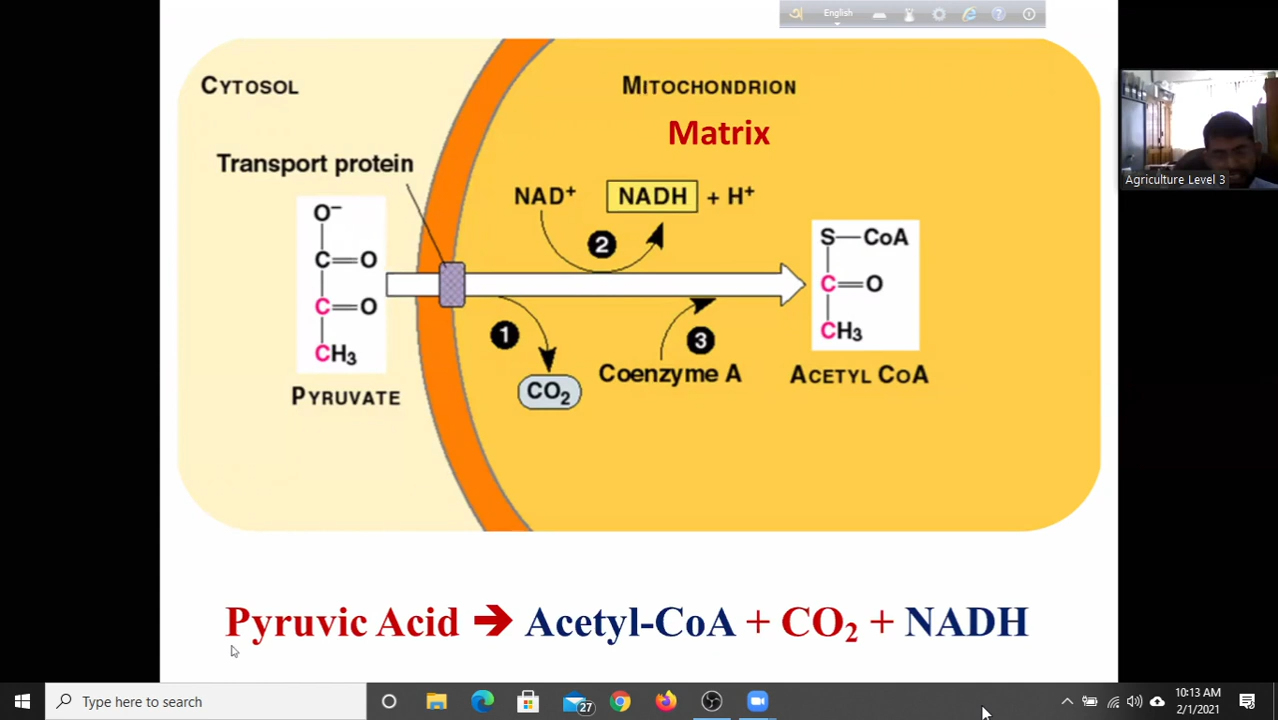 অ English
CYTOSOL
MITOCHONDRION
Matrix
Transport protein
NAD⁺ NADH + H⁺
2
O⁻
C=O
C=O
CH₃
PYRUVATE
1
CO₂
3
Coenzyme A
S—CoA
C=O
CH₃
ACETYL COA
Agriculture Level 3
Pyruvic Acid ➔ Acetyl-CoA + CO₂ + NADH
Type here to search
27
10:13 AM
2/1/2021